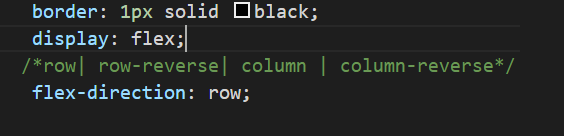 border: 1px solid black;
display: flex;
/*row| row-reverse| column | column-reverse*/
flex-direction: row;